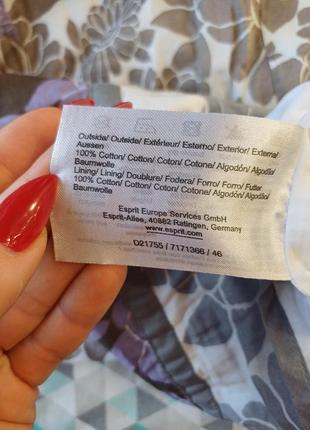 Outside/ Outside/ Extérieur/ Esterno/ Exterior/ Externa/
Aussen
100% Cotton/ Cotton/ Coton/ Cotone/ Algodón/ Algodão/
Baumwolle
Lining/ Lining/ Doublure/ Fodera/ Forro/ Forro/ Futter
100% Cotton/ Cotton/ Coton/ Cotone/ Algodón/ Algodão/
Baumwolle
Esprit Europe Services GmbH
Esprit-Allee, 40882 Ratingen, Germany
www.esprit.com
D21755 / 7171366 / 46